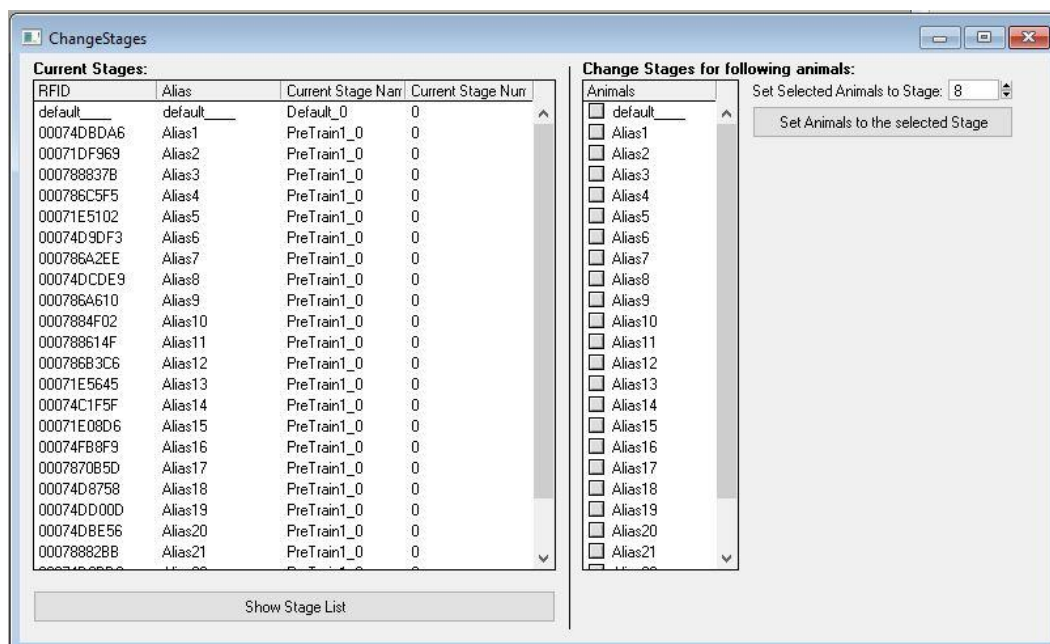 ChangeStages
Current Stages:
RFID Alias Current Stage Nam Current Stage Num
default____ default____ Default_0 0
00074DBDA6 Alias1 PreTrain1_0 0
00071DF969 Alias2 PreTrain1_0 0
000788837B Alias3 PreTrain1_0 0
000786C5F5 Alias4 PreTrain1_0 0
00071E5102 Alias5 PreTrain1_0 0
00074D9DF3 Alias6 PreTrain1_0 0
000786A2EE Alias7 PreTrain1_0 0
00074DCDE9 Alias8 PreTrain1_0 0
000786A610 Alias9 PreTrain1_0 0
0007884F02 Alias10 PreTrain1_0 0
000788614F Alias11 PreTrain1_0 0
000786B3C6 Alias12 PreTrain1_0 0
00071E5645 Alias13 PreTrain1_0 0
00074C1F5F Alias14 PreTrain1_0 0
00071E08D6 Alias15 PreTrain1_0 0
00074FB8F9 Alias16 PreTrain1_0 0
0007870B5D Alias17 PreTrain1_0 0
00074D8758 Alias18 PreTrain1_0 0
00074DD00D Alias19 PreTrain1_0 0
00074DBE56 Alias20 PreTrain1_0 0
00078882BB Alias21 PreTrain1_0 0
Show Stage List
Change Stages for following animals:
Animals
default____
Alias1
Alias2
Alias3
Alias4
Alias5
Alias6
Alias7
Alias8
Alias9
Alias10
Alias11
Alias12
Alias13
Alias14
Alias15
Alias16
Alias17
Alias18
Alias19
Alias20
Alias21
Set Selected Animals to Stage: 8
Set Animals to the selected Stage